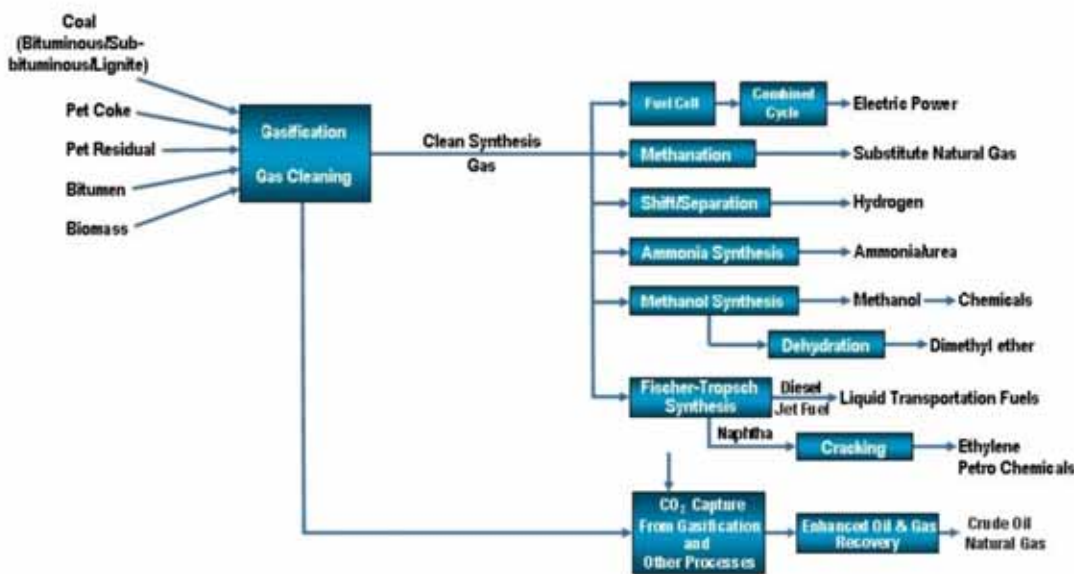 Coal
(Bituminous/Sub-
bituminous/Lignite)
Pet Coke
Pet Residual
Bitumen
Biomass
Gasification
Gas Cleaning
Clean Synthesis
Gas
Fuel Cell
Combined
Cycle
Electric Power
Methanation
Substitute Natural Gas
Shift/Separation
Hydrogen
Ammonia Synthesis
Ammonia/urea
Methanol Synthesis
Methanol
Chemicals
Dehydration
Dimethyl ether
Fischer-Tropsch
Synthesis
Diesel
Jet Fuel
Liquid Transportation Fuels
Naphtha
Cracking
Ethylene
Petro Chemicals
CO₂ Capture
From Gasification
and
Other Processes
Enhanced Oil & Gas
Recovery
Crude Oil
Natural Gas